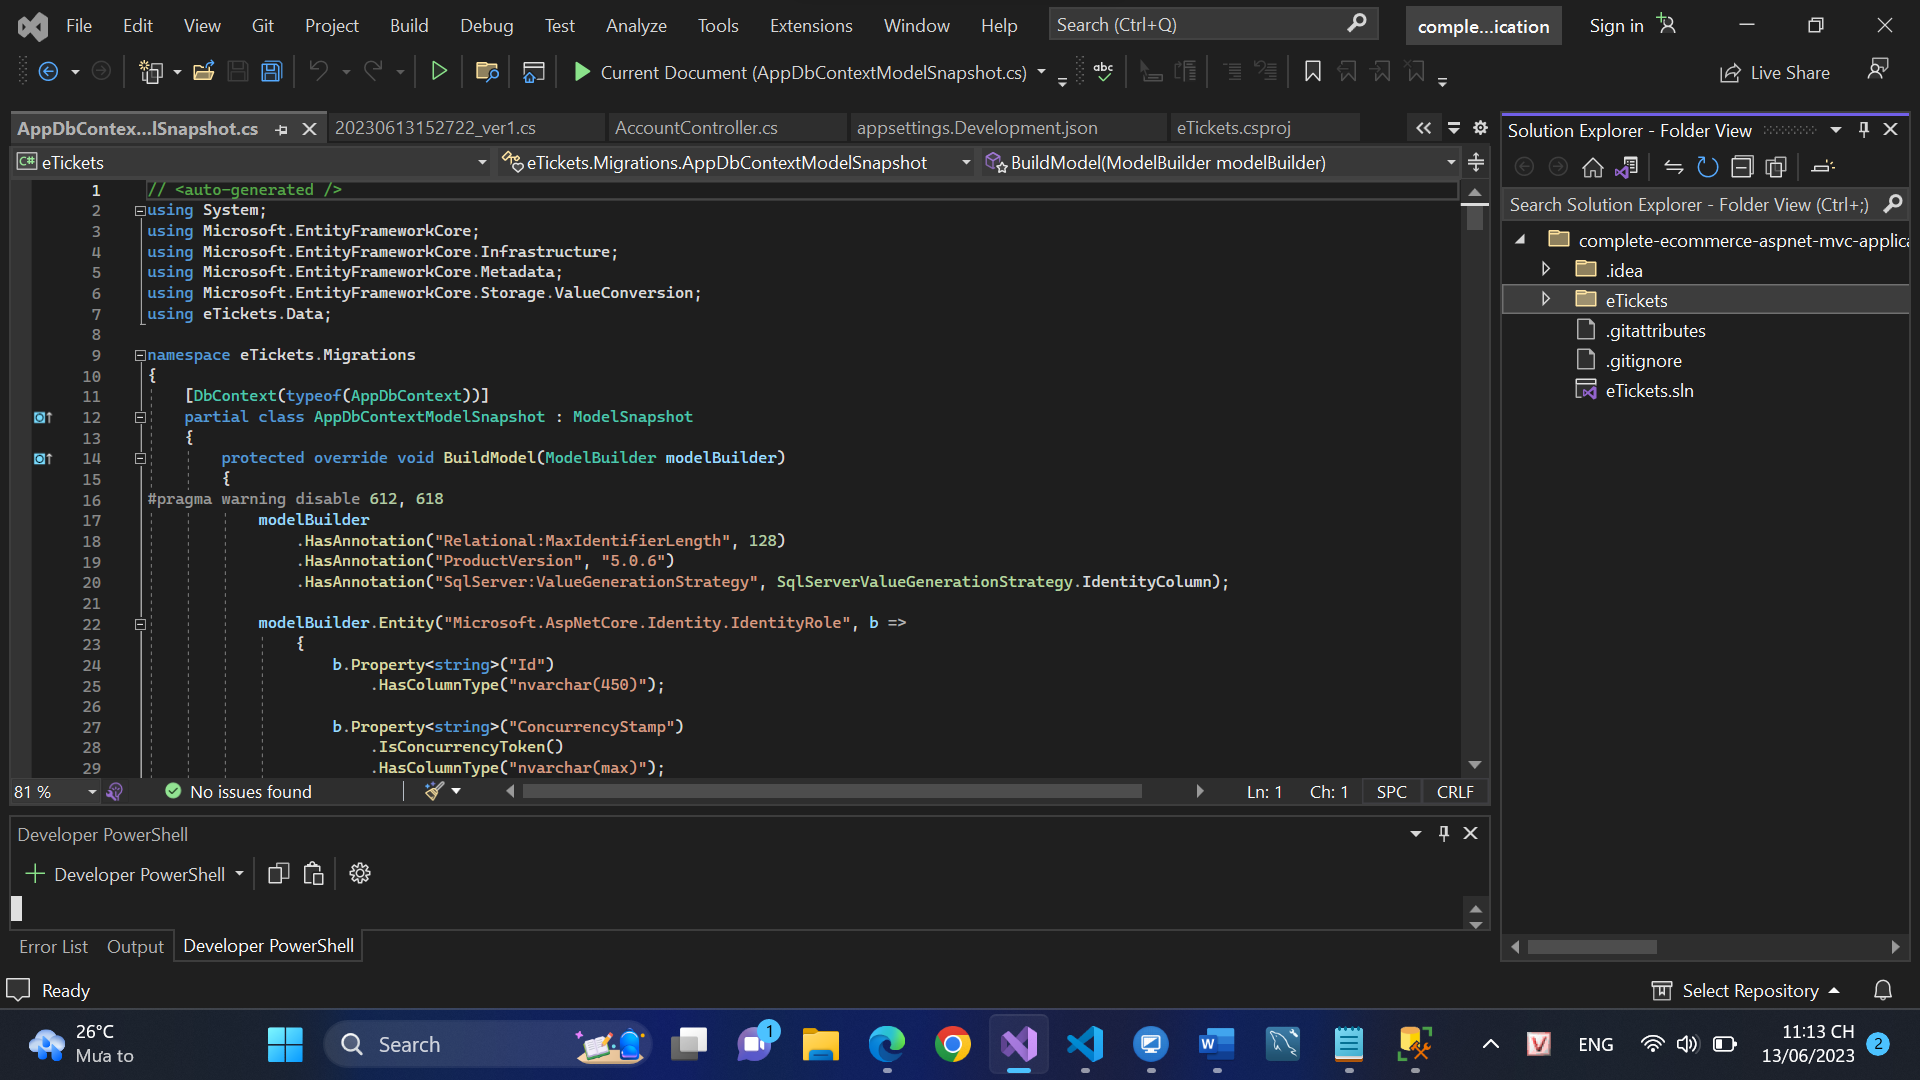 File Edit View Git Project Build Debug Test Analyze Tools Extensions Window Help Search (Ctrl+Q) comple...ication Sign in
Current Document (AppDbContextModelSnapshot.cs) abc Live Share
AppDbContex...lSnapshot.cs 20230613152722_ver1.cs AccountController.cs appsettings.Development.json eTickets.csproj
C# eTickets eTickets.Migrations.AppDbContextModelSnapshot BuildModel(ModelBuilder modelBuilder)
1 // <auto-generated />
2 using System;
3 using Microsoft.EntityFrameworkCore;
4 using Microsoft.EntityFrameworkCore.Infrastructure;
5 using Microsoft.EntityFrameworkCore.Metadata;
6 using Microsoft.EntityFrameworkCore.Storage.ValueConversion;
7 using eTickets.Data;
8
9 namespace eTickets.Migrations
10 {
11 [DbContext(typeof(AppDbContext))]
12 partial class AppDbContextModelSnapshot : ModelSnapshot
13 {
14 protected override void BuildModel(ModelBuilder modelBuilder)
15 {
16 #pragma warning disable 612, 618
17 modelBuilder
18 .HasAnnotation("Relational:MaxIdentifierLength", 128)
19 .HasAnnotation("ProductVersion", "5.0.6")
20 .HasAnnotation("SqlServer:ValueGenerationStrategy", SqlServerValueGenerationStrategy.IdentityColumn);
21
22 modelBuilder.Entity("Microsoft.AspNetCore.Identity.IdentityRole", b =>
23 {
24 b.Property<string>("Id")
25 .HasColumnType("nvarchar(450)");
26
27 b.Property<string>("ConcurrencyStamp")
28 .IsConcurrencyToken()
29 .HasColumnType("nvarchar(max)");
81 % No issues found Ln: 1 Ch: 1 SPC CRLF
Developer PowerShell
Developer PowerShell
Error List Output Developer PowerShell
Solution Explorer - Folder View
Search Solution Explorer - Folder View (Ctrl+;)
complete-ecommerce-aspnet-mvc-applica
.idea
eTickets
.gitattributes
.gitignore
eTickets.sln
Ready Select Repository
26°C
Mưa to
Search
1
W
V
ENG
11:13 CH
13/06/2023
2